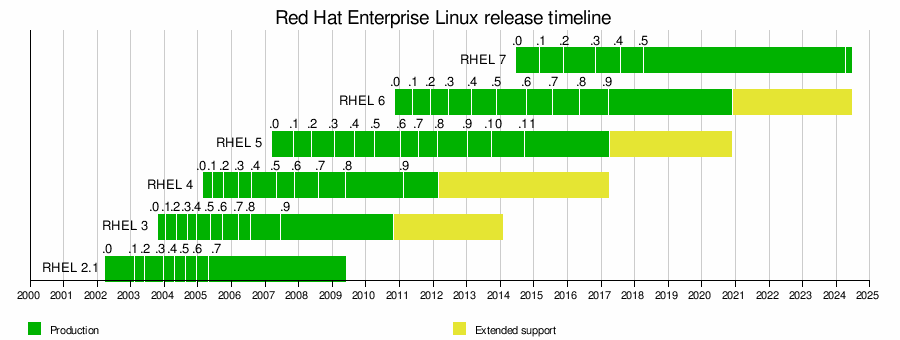 Red Hat Enterprise Linux release timeline
.0 .1 .2 .3 .4 .5
RHEL 7
.0 .1 .2 .3 .4 .5 .6 .7 .8 .9
RHEL 6
.0 .1 .2 .3 .4 .5 .6 .7 .8 .9 .10 .11
RHEL 5
.0 .1 .2 .3 .4 .5 .6 .7 .8 .9
RHEL 4
.0 .1 .2 .3 .4 .5 .6 .7 .8 .9
RHEL 3
.0 .1 .2 .3 .4 .5 .6 .7
RHEL 2.1
2000 2001 2002 2003 2004 2005 2006 2007 2008 2009 2010 2011 2012 2013 2014 2015 2016 2017 2018 2019 2020 2021 2022 2023 2024 2025
Production Extended support